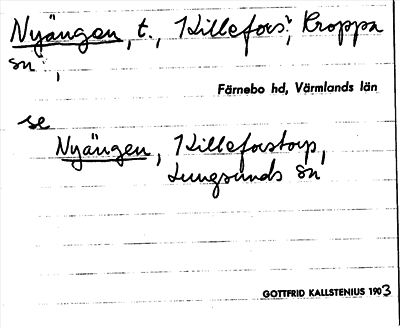 Nyängen, t., Killefors, Kroppa
sn,
Färnebo hd, Värmlands län
se
Nyängen, Killeforstorp,
Lungsunds sn
GOTTFRID KALLSTENIUS 1903